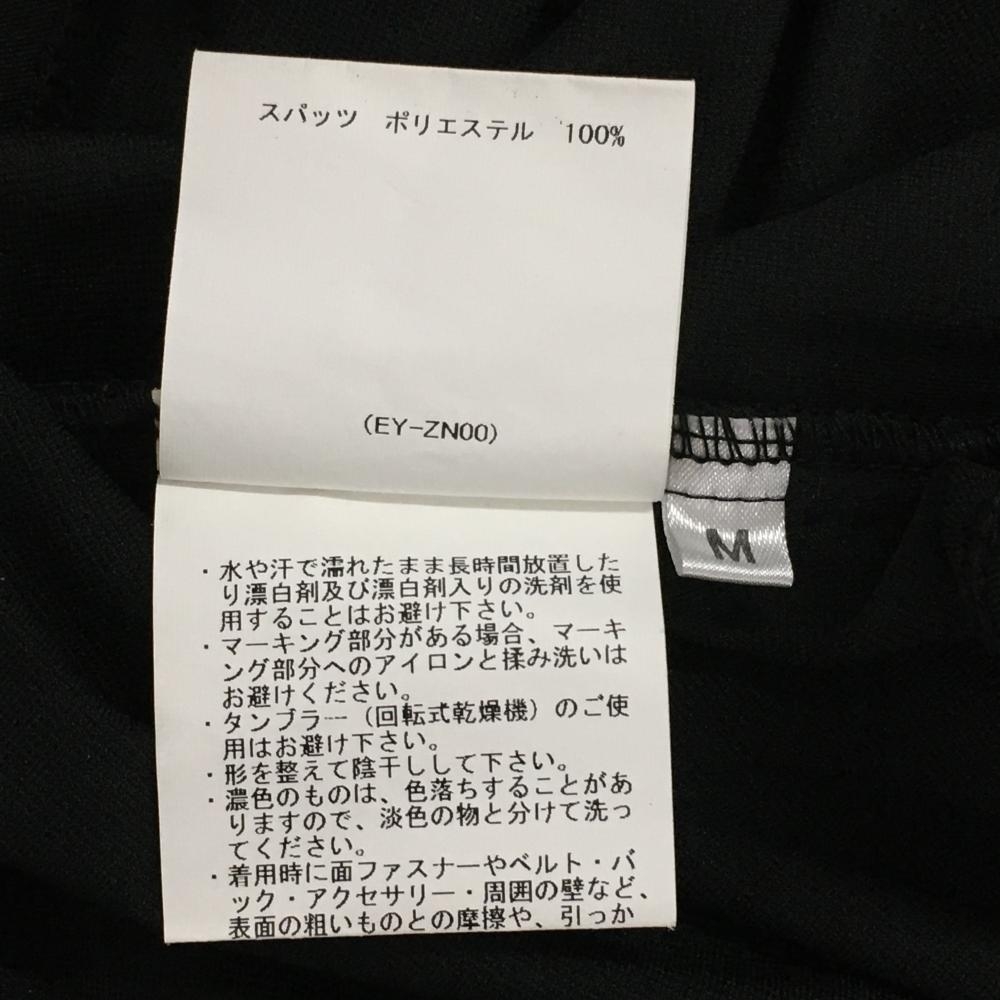 スパッツ ポリエステル 100%
(EY-ZN00)
M
・水や汗で濡れたまま長時間放置した
り漂白剤及び漂白剤入りの洗剤を使
用することはお避け下さい。
・マーキング部分がある場合、マーキ
ング部分へのアイロンと揉み洗いは
お避けください。
・タンブラー（回転式乾燥機）のご使
用はお避け下さい。
・形を整えて陰干しして下さい。
・濃色のものは、色落ちすることがあ
りますので、淡色の物と分けて洗っ
てください。
・着用時に面ファスナーやベルト・バ
ック・アクセサリー・周囲の壁など、
表面の粗いものとの摩擦や、引っか